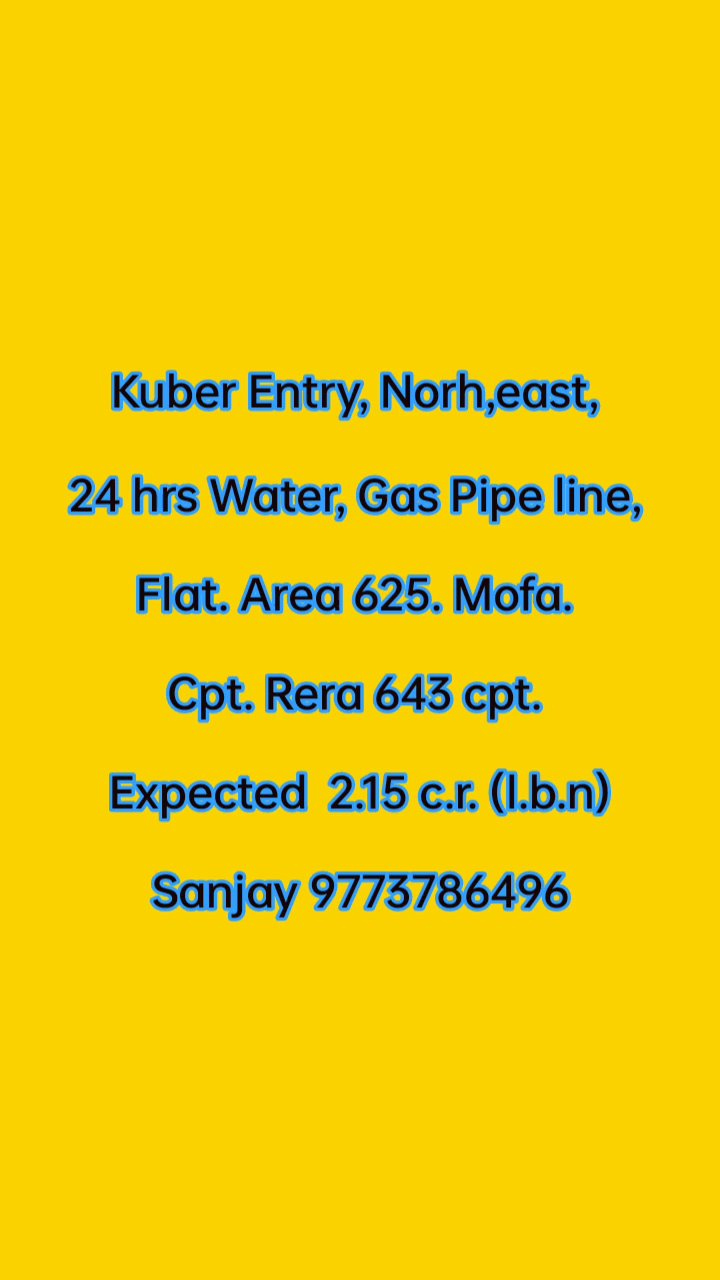 Kuber Entry, Norh,east,
24 hrs Water, Gas Pipe line,
Flat. Area 625. Mofa.
Cpt. Rera 643 cpt.
Expected  2.15 c.r. (l.b.n)
Sanjay 9773786496